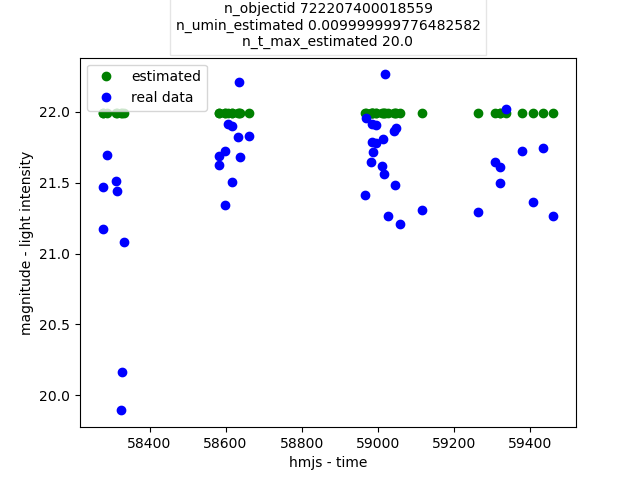 n_objectid 722207400018559
n_umin_estimated 0.009999999776482582
n_t_max_estimated 20.0
estimated
real data
22.0
21.5
21.0
20.5
20.0
magnitude - light intensity
58400
58600
58800
59000
59200
59400
hmjs - time